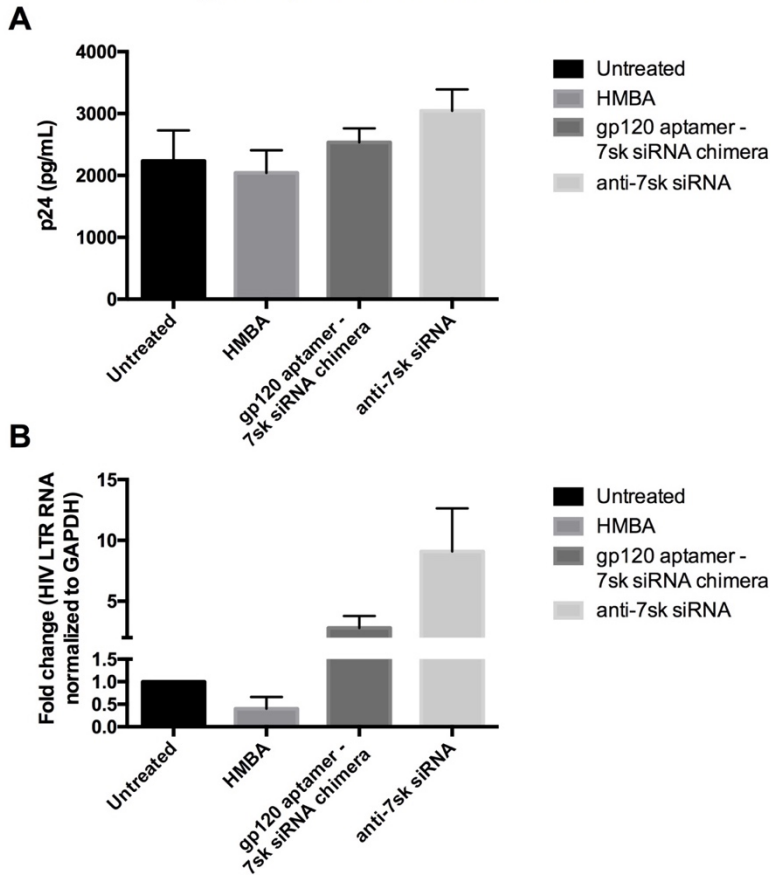 A
p24 (pg/mL)
4000
3000
2000
1000
0
Untreated
HMBA
gp120 aptamer -
7sk siRNA chimera
anti-7sk siRNA
Untreated
HMBA
gp120 aptamer -
7sk siRNA chimera
anti-7sk siRNA
B
Fold change (HIV LTR RNA
normalized to GAPDH)
15
10
5
1.5
1.0
0.5
0.0
Untreated
HMBA
gp120 aptamer -
7sk siRNA chimera
anti-7sk siRNA
Untreated
HMBA
gp120 aptamer -
7sk siRNA chimera
anti-7sk siRNA